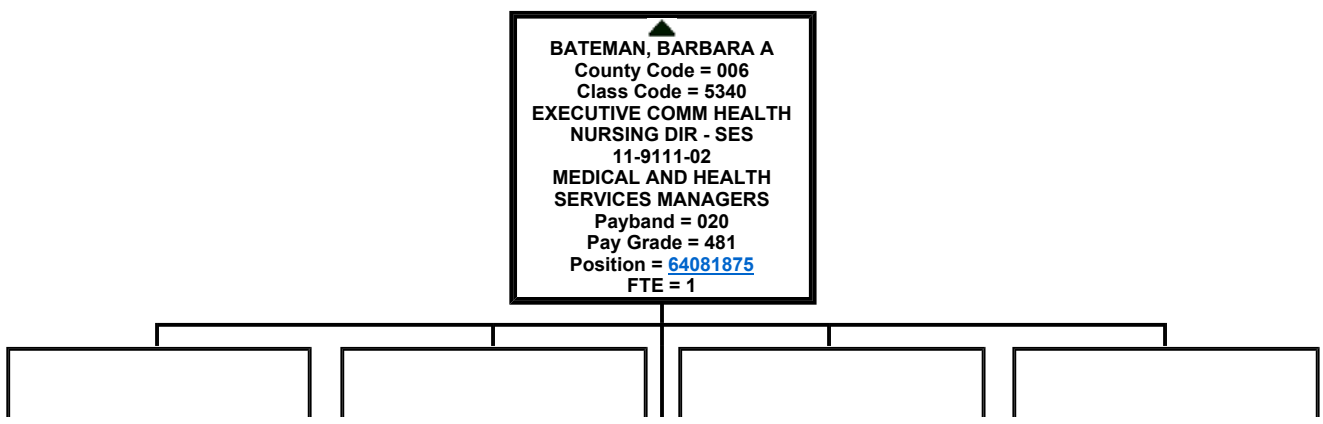 BATEMAN, BARBARA A
County Code = 006
Class Code = 5340
EXECUTIVE COMM HEALTH
NURSING DIR - SES
11-9111-02
MEDICAL AND HEALTH
SERVICES MANAGERS
Payband = 020
Pay Grade = 481
Position = 64081875
FTE = 1